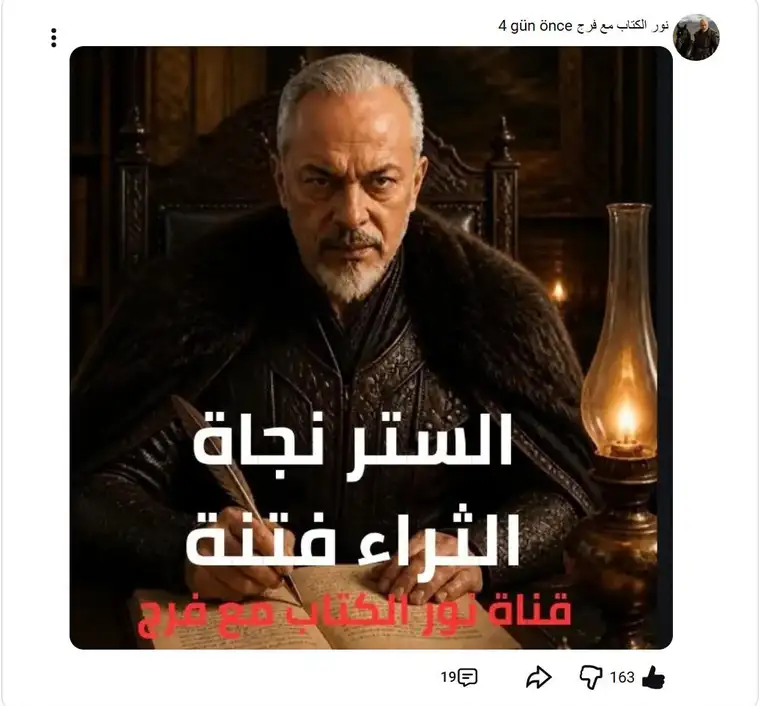 نور الكتاب مع فرج 4 gün önce
الستر نجاة
الثراء فتنة
قناة نور الكتاب مع فرج
163
19